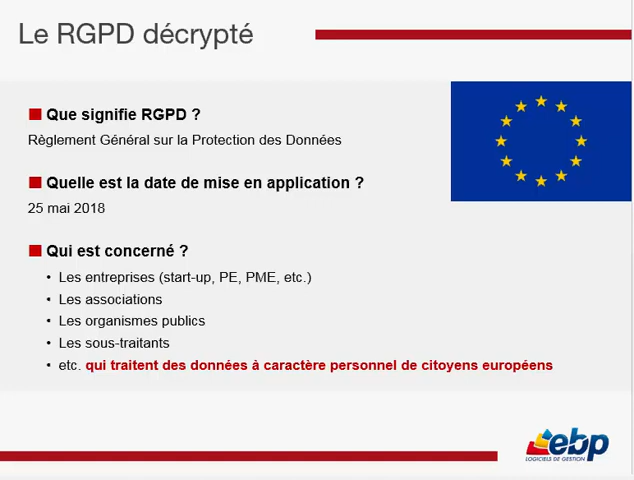 Le RGPD décrypté
Que signifie RGPD ?
Règlement Général sur la Protection des Données
Quelle est la date de mise en application ?
25 mai 2018
Qui est concerné ?
• Les entreprises (start-up, PE, PME, etc.)
• Les associations
• Les organismes publics
• Les sous-traitants
• etc. qui traitent des données à caractère personnel de citoyens européens
ebp
LOGICIELS DE GESTION